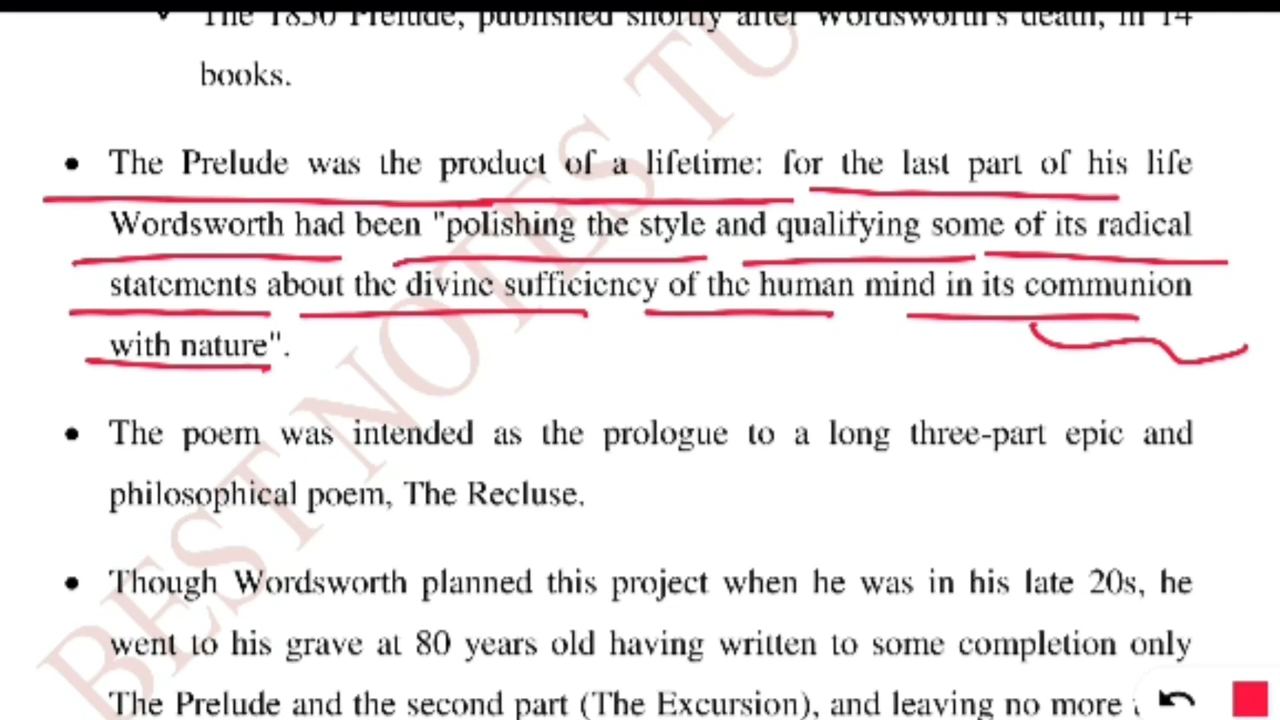 The 1850 Prelude, published shortly after Wordsworth's death, in 14
books.
• The Prelude was the product of a lifetime: for the last part of his life
Wordsworth had been "polishing the style and qualifying some of its radical
statements about the divine sufficiency of the human mind in its communion
with nature".
• The poem was intended as the prologue to a long three-part epic and
philosophical poem, The Recluse.
• Though Wordsworth planned this project when he was in his late 20s, he
went to his grave at 80 years old having written to some completion only
The Prelude and the second part (The Excursion), and leaving no more
BEST NOTES TU